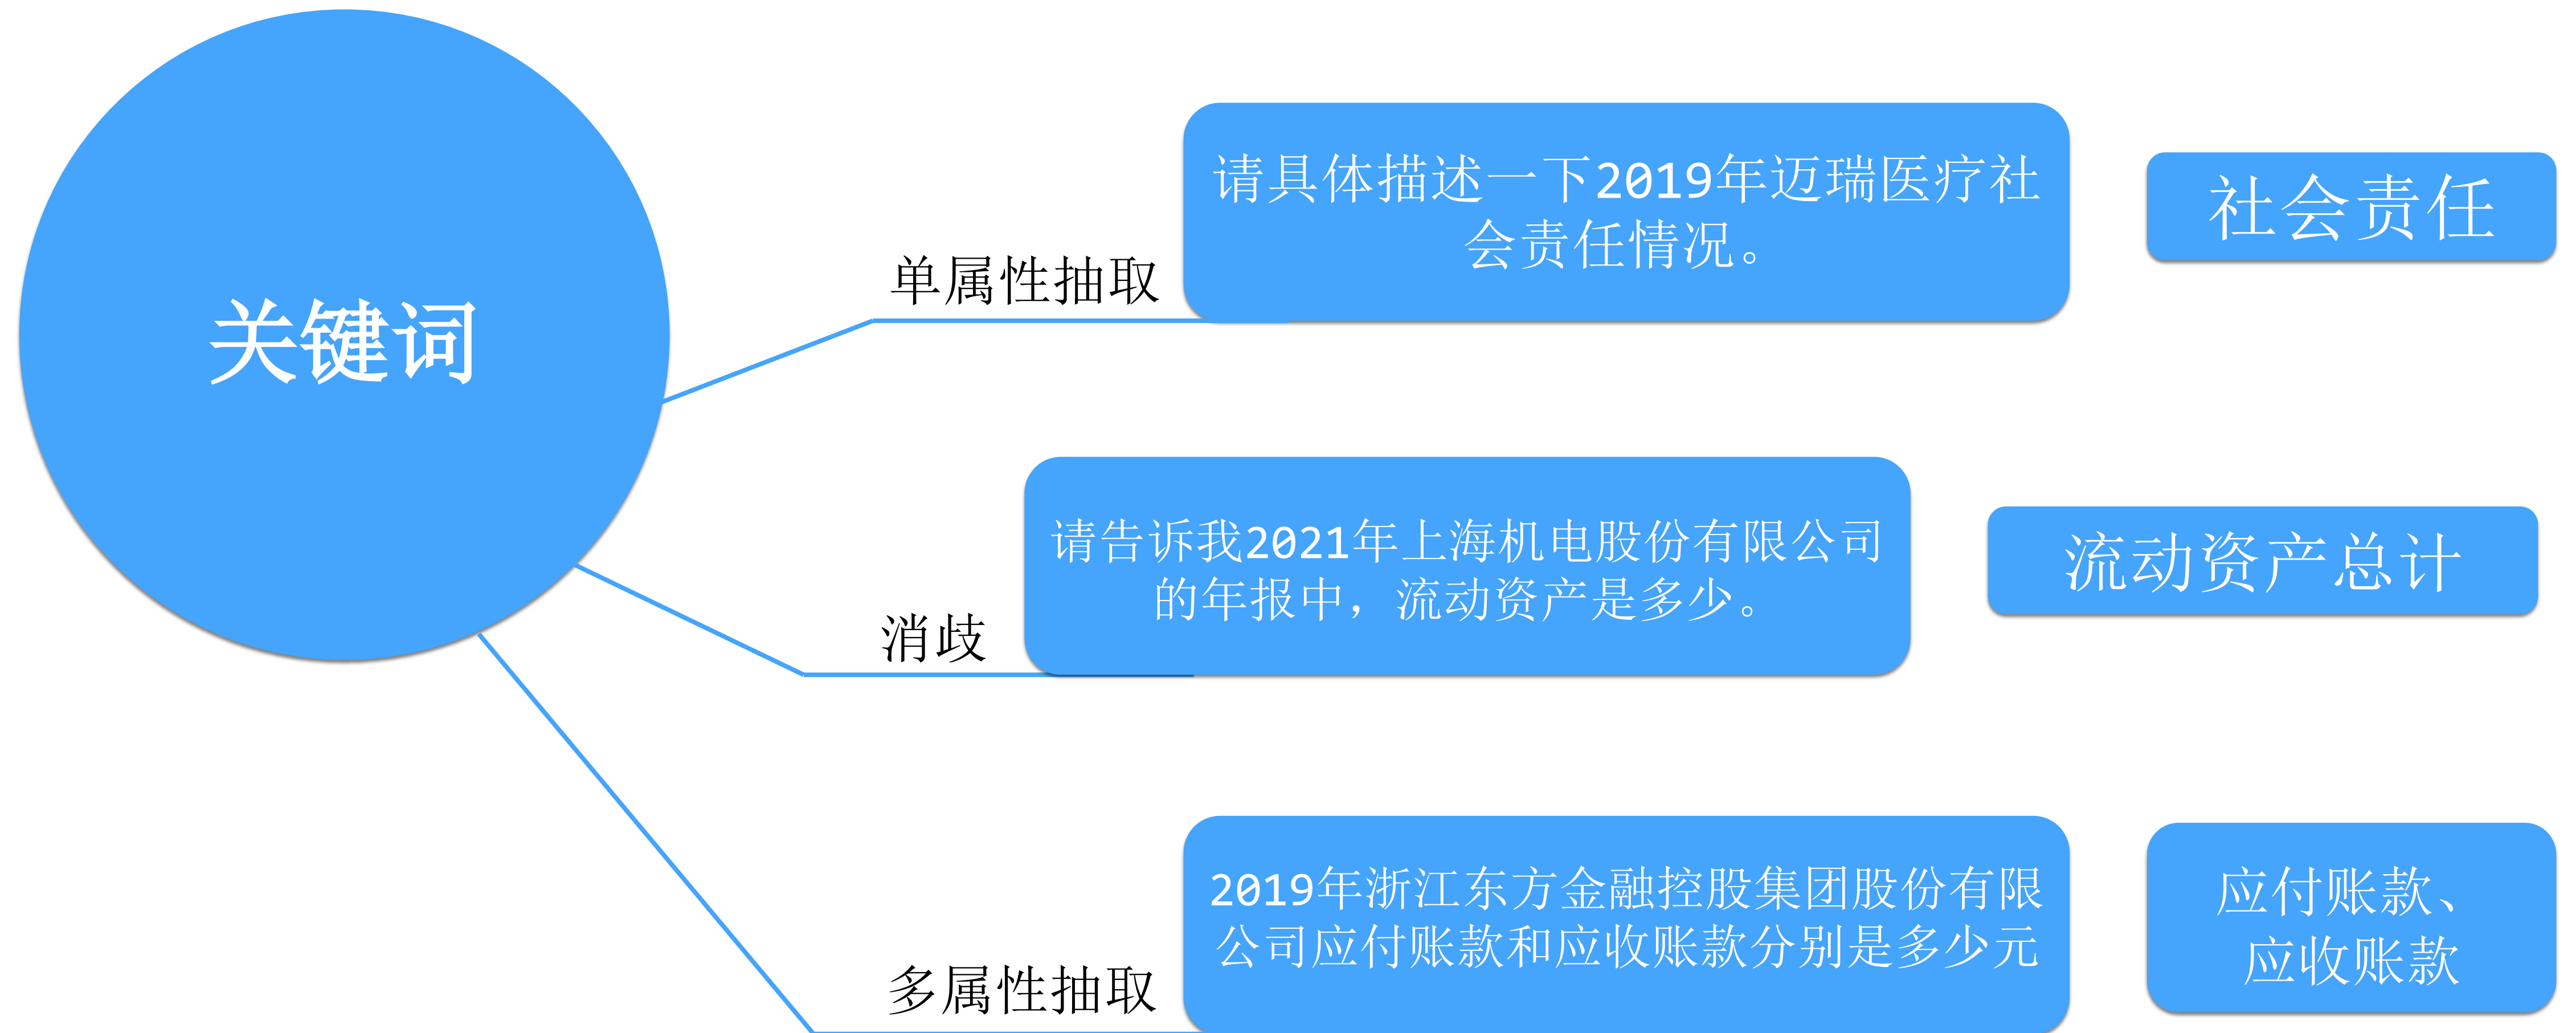 关键词
单属性抽取
请具体描述一下2019年迈瑞医疗社
会责任情况。
社会责任
消歧
请告诉我2021年上海机电股份有限公司
的年报中，流动资产是多少。
流动资产总计
多属性抽取
2019年浙江东方金融控股集团股份有限
公司应付账款和应收账款分别是多少元
应付账款、
应收账款